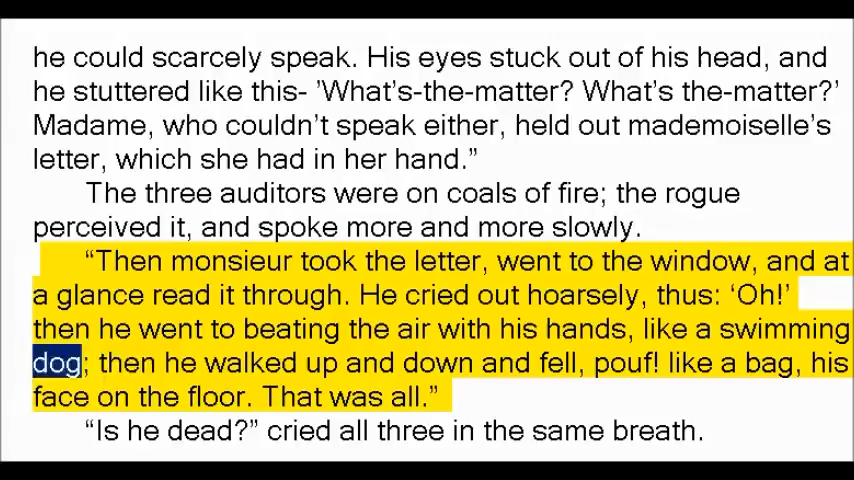 he could scarcely speak. His eyes stuck out of his head, and
he stuttered like this- ’What’s-the-matter? What’s the-matter?’
Madame, who couldn’t speak either, held out mademoiselle’s
letter, which she had in her hand.”
The three auditors were on coals of fire; the rogue
perceived it, and spoke more and more slowly.
“Then monsieur took the letter, went to the window, and at
a glance read it through. He cried out hoarsely, thus: ‘Oh!’
then he went to beating the air with his hands, like a swimming
dog; then he walked up and down and fell, pouf! like a bag, his
face on the floor. That was all.”
“Is he dead?” cried all three in the same breath.